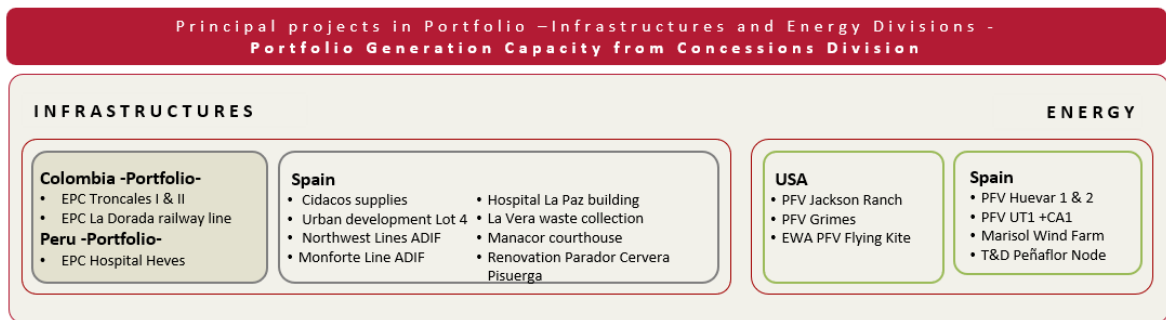 Principal projects in Portfolio –Infrastructures and Energy Divisions -
Portfolio Generation Capacity from Concessions Division
INFRASTRUCTURES
ENERGY
Colombia -Portfolio-
• EPC Troncales I & II
• EPC La Dorada railway line
Peru -Portfolio-
• EPC Hospital Heves
Spain
• Cidacos supplies
• Urban development Lot 4
• Northwest Lines ADIF
• Monforte Line ADIF
• Hospital La Paz building
• La Vera waste collection
• Manacor courthouse
• Renovation Parador Cervera
Pisuerga
USA
• PFV Jackson Ranch
• PFV Grimes
• EWA PFV Flying Kite
Spain
• PFV Huevar 1 & 2
• PFV UT1 +CA1
• Marisol Wind Farm
• T&D Peñaflor Node